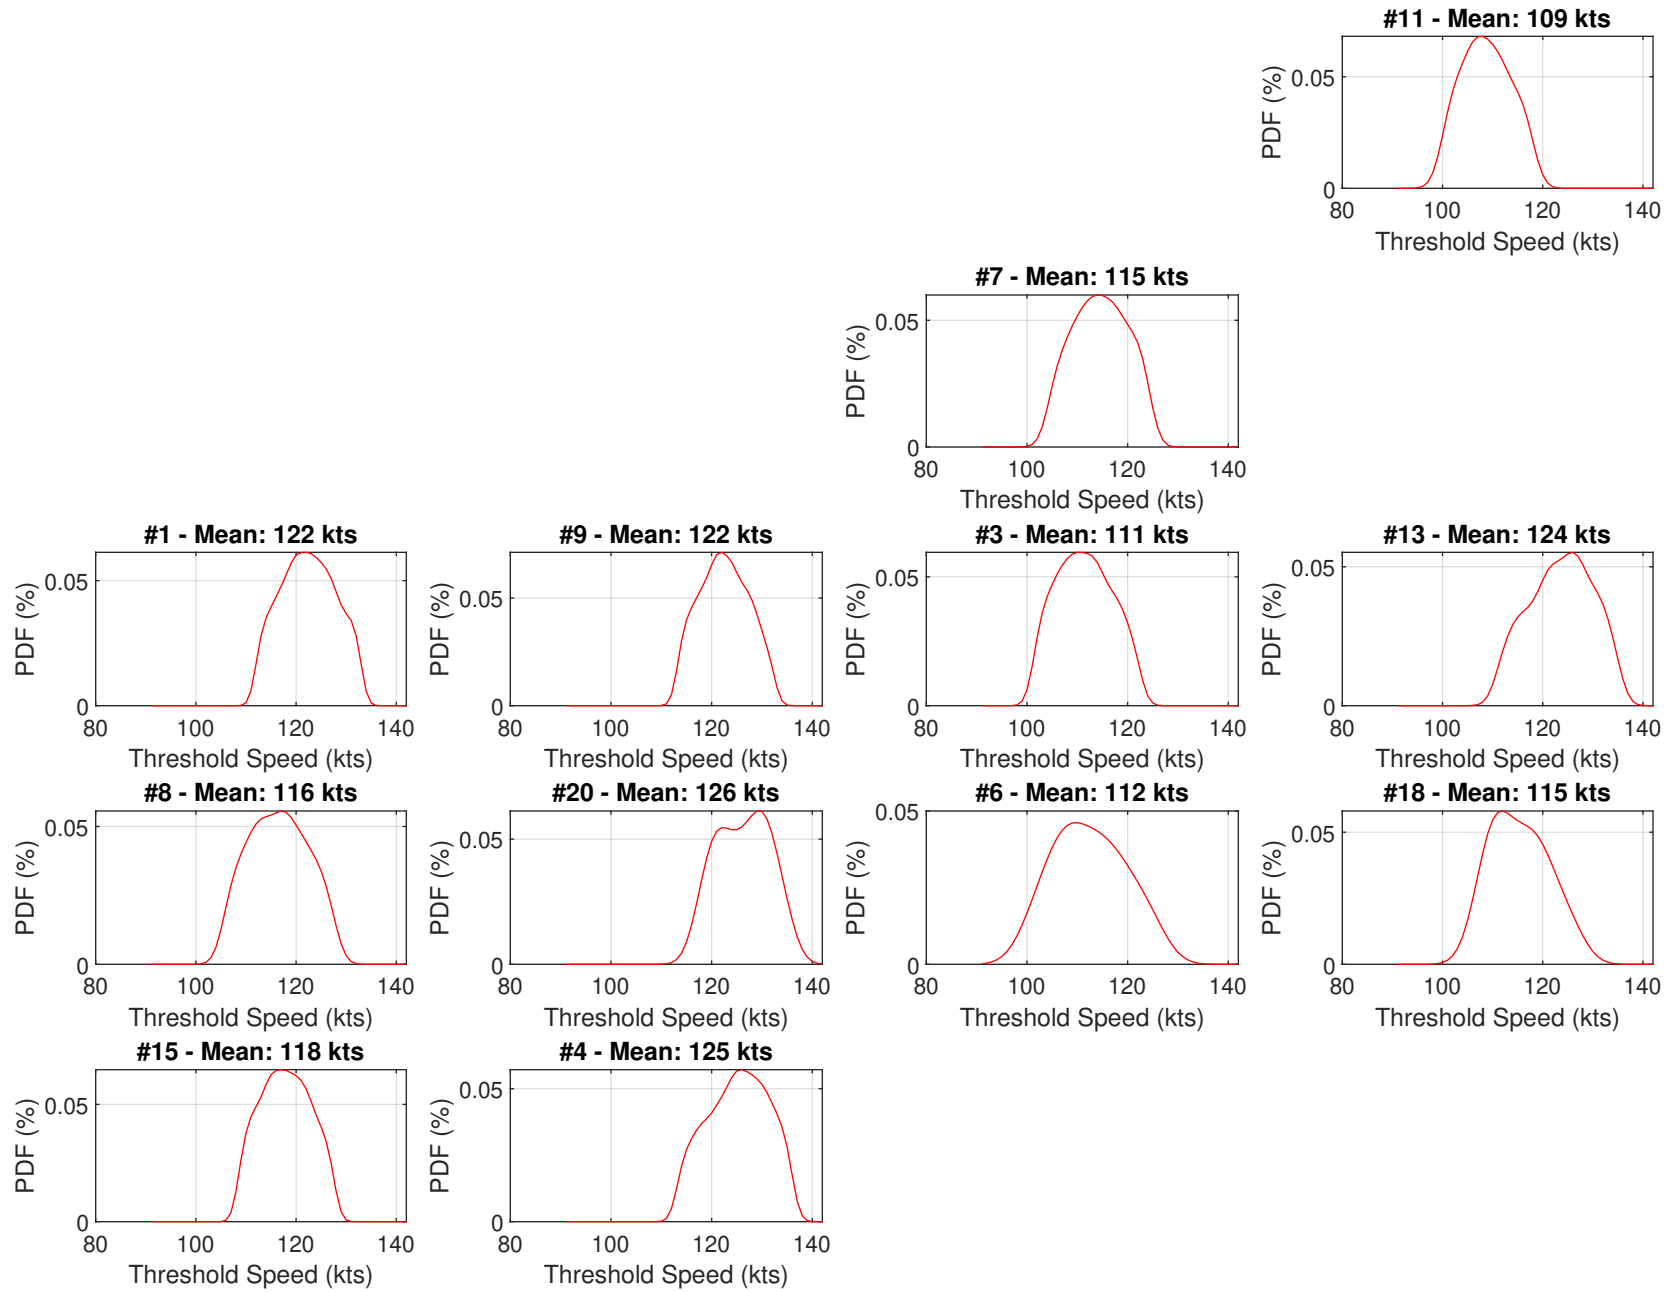 #11 - Mean: 109 kts
PDF (%)
0.05
0
80 100 120 140
Threshold Speed (kts)
#7 - Mean: 115 kts
PDF (%)
0.05
0
80 100 120 140
Threshold Speed (kts)
#1 - Mean: 122 kts
PDF (%)
0.05
0
80 100 120 140
Threshold Speed (kts)
#9 - Mean: 122 kts
PDF (%)
0.05
0
80 100 120 140
Threshold Speed (kts)
#3 - Mean: 111 kts
PDF (%)
0.05
0
80 100 120 140
Threshold Speed (kts)
#13 - Mean: 124 kts
PDF (%)
0.05
0
80 100 120 140
Threshold Speed (kts)
#8 - Mean: 116 kts
PDF (%)
0.05
0
80 100 120 140
Threshold Speed (kts)
#20 - Mean: 126 kts
PDF (%)
0.05
0
80 100 120 140
Threshold Speed (kts)
#6 - Mean: 112 kts
PDF (%)
0.05
0
80 100 120 140
Threshold Speed (kts)
#18 - Mean: 115 kts
PDF (%)
0.05
0
80 100 120 140
Threshold Speed (kts)
#15 - Mean: 118 kts
PDF (%)
0.05
0
80 100 120 140
Threshold Speed (kts)
#4 - Mean: 125 kts
PDF (%)
0.05
0
80 100 120 140
Threshold Speed (kts)